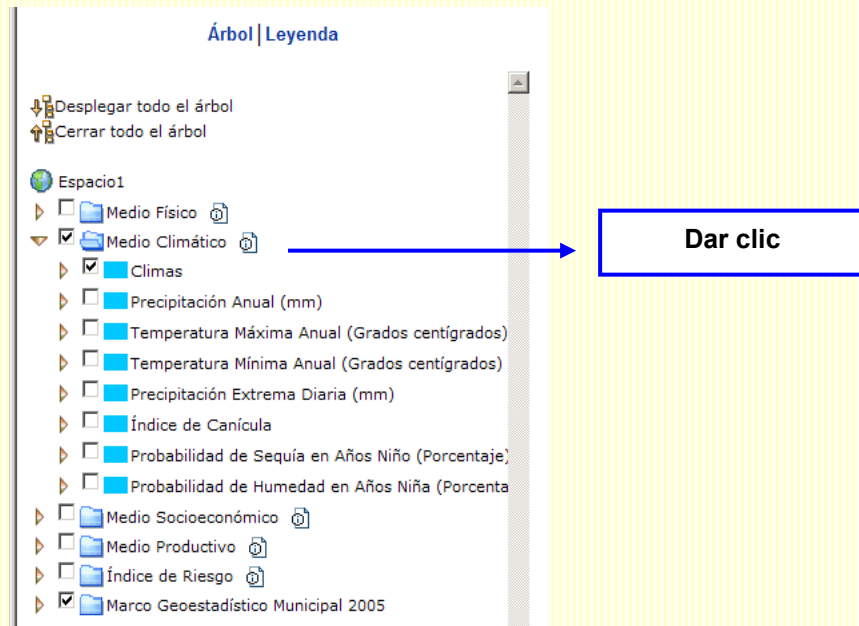 Árbol | Leyenda
Desplegar todo el árbol
Cerrar todo el árbol
Espacio1
Medio Físico
Medio Climático
Dar clic
Climas
Precipitación Anual (mm)
Temperatura Máxima Anual (Grados centígrados)
Temperatura Mínima Anual (Grados centígrados)
Precipitación Extrema Diaria (mm)
Índice de Canícula
Probabilidad de Sequía en Años Niño (Porcentaje)
Probabilidad de Humedad en Años Niña (Porcenta
Medio Socioeconómico
Medio Productivo
Índice de Riesgo
Marco Geoestadístico Municipal 2005